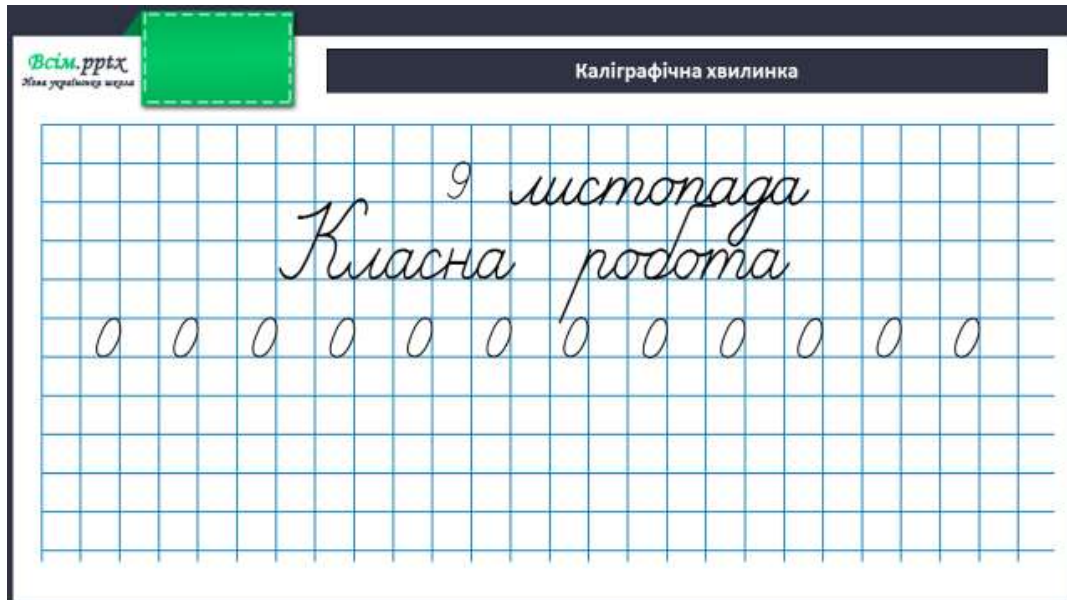 Всім.pptx
Нова українська школа
Каліграфічна хвилинка
9 листопада
Класна робота
0 0 0 0 0 0 0 0 0 0 0 0